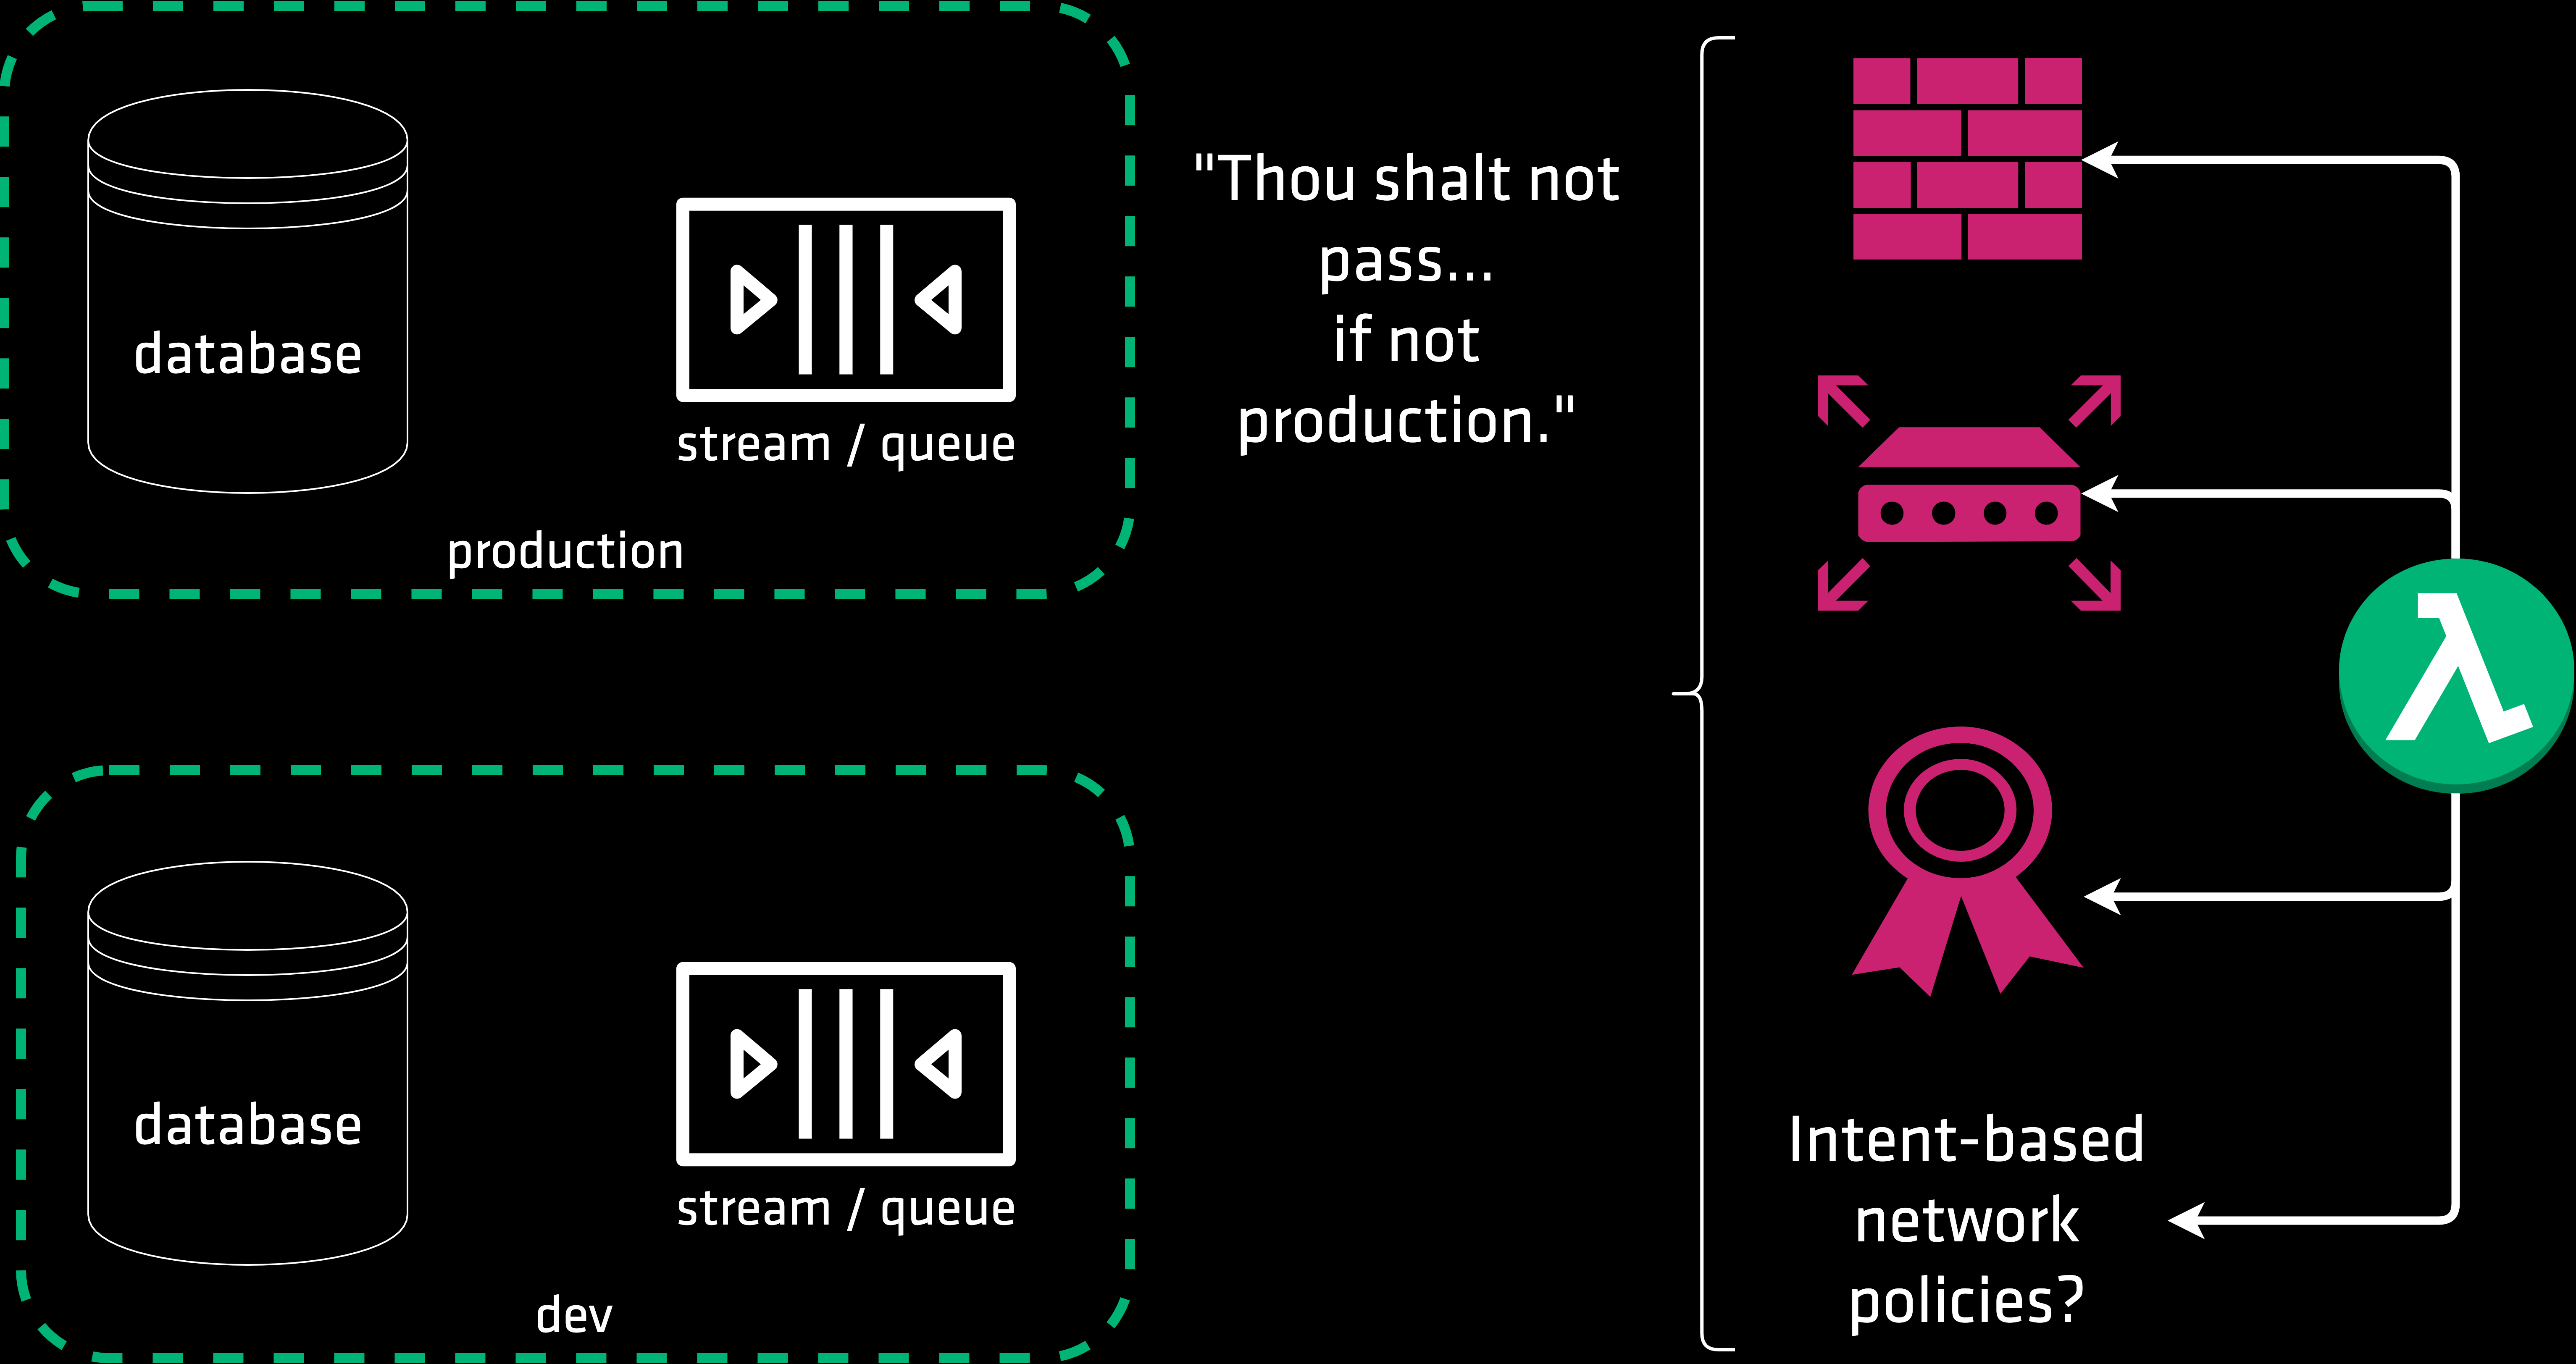 database
stream / queue
production
"Thou shalt not
pass...
if not
production."
database
stream / queue
dev
λ
Intent-based
network
policies?